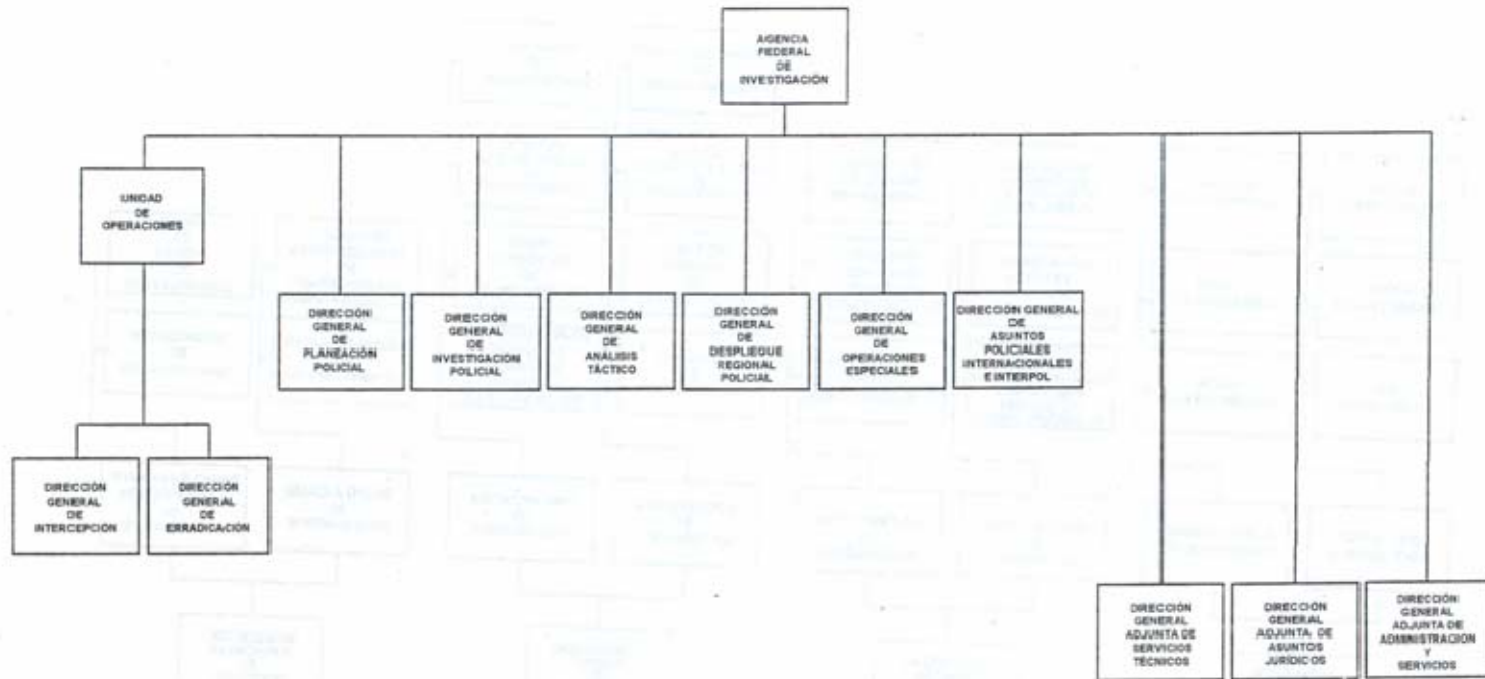 AGENCIA
FEDERAL
DE
INVESTIGACIÓN
UNIDAD
DE
OPERACIONES
DIRECCIÓN
GENERAL
DE
PLANEACIÓN
POLICIAL
DIRECCIÓN
GENERAL
DE
INVESTIGACIÓN
POLICIAL
DIRECCIÓN
GENERAL
DE
ANÁLISIS
TÁCTICO
DIRECCIÓN
GENERAL
DE
DESPLIEGUE
REGIONAL
POLICIAL
DIRECCIÓN
GENERAL
DE
OPERACIONES
ESPECIALES
DIRECCIÓN GENERAL
DE
ASUNTOS
POLICIALES
INTERNACIONALES
E INTERPOL
DIRECCIÓN
GENERAL
DE
INTERCEPCIÓN
DIRECCIÓN
GENERAL
DE
ERRADICACIÓN
DIRECCIÓN
GENERAL
ADJUNTA DE
SERVICIOS
TÉCNICOS
DIRECCIÓN
GENERAL
ADJUNTA DE
ASUNTOS
JURÍDICOS
DIRECCIÓN
GENERAL
ADJUNTA DE
ADMINISTRACION
Y
SERVICIOS